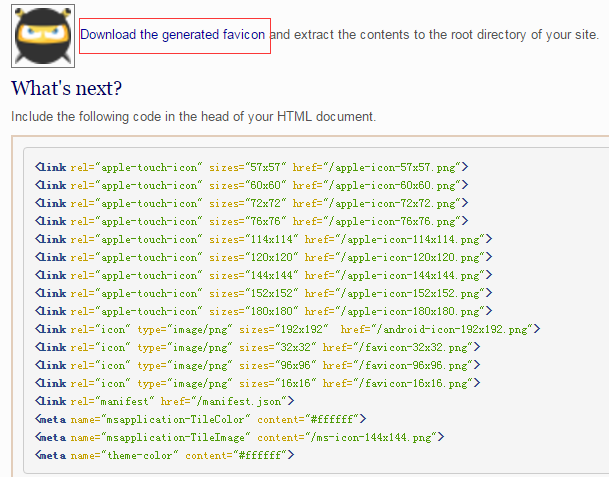 Download the generated favicon and extract the contents to the root directory of your site.
What's next?
Include the following code in the head of your HTML document.
<link rel="apple-touch-icon" sizes="57x57" href="/apple-icon-57x57.png">
<link rel="apple-touch-icon" sizes="60x60" href="/apple-icon-60x60.png">
<link rel="apple-touch-icon" sizes="72x72" href="/apple-icon-72x72.png">
<link rel="apple-touch-icon" sizes="76x76" href="/apple-icon-76x76.png">
<link rel="apple-touch-icon" sizes="114x114" href="/apple-icon-114x114.png">
<link rel="apple-touch-icon" sizes="120x120" href="/apple-icon-120x120.png">
<link rel="apple-touch-icon" sizes="144x144" href="/apple-icon-144x144.png">
<link rel="apple-touch-icon" sizes="152x152" href="/apple-icon-152x152.png">
<link rel="apple-touch-icon" sizes="180x180" href="/apple-icon-180x180.png">
<link rel="icon" type="image/png" sizes="192x192"  href="/android-icon-192x192.png">
<link rel="icon" type="image/png" sizes="32x32" href="/favicon-32x32.png">
<link rel="icon" type="image/png" sizes="96x96" href="/favicon-96x96.png">
<link rel="icon" type="image/png" sizes="16x16" href="/favicon-16x16.png">
<link rel="manifest" href="/manifest.json">
<meta name="msapplication-TileColor" content="#ffffff">
<meta name="msapplication-TileImage" content="/ms-icon-144x144.png">
<meta name="theme-color" content="#ffffff">